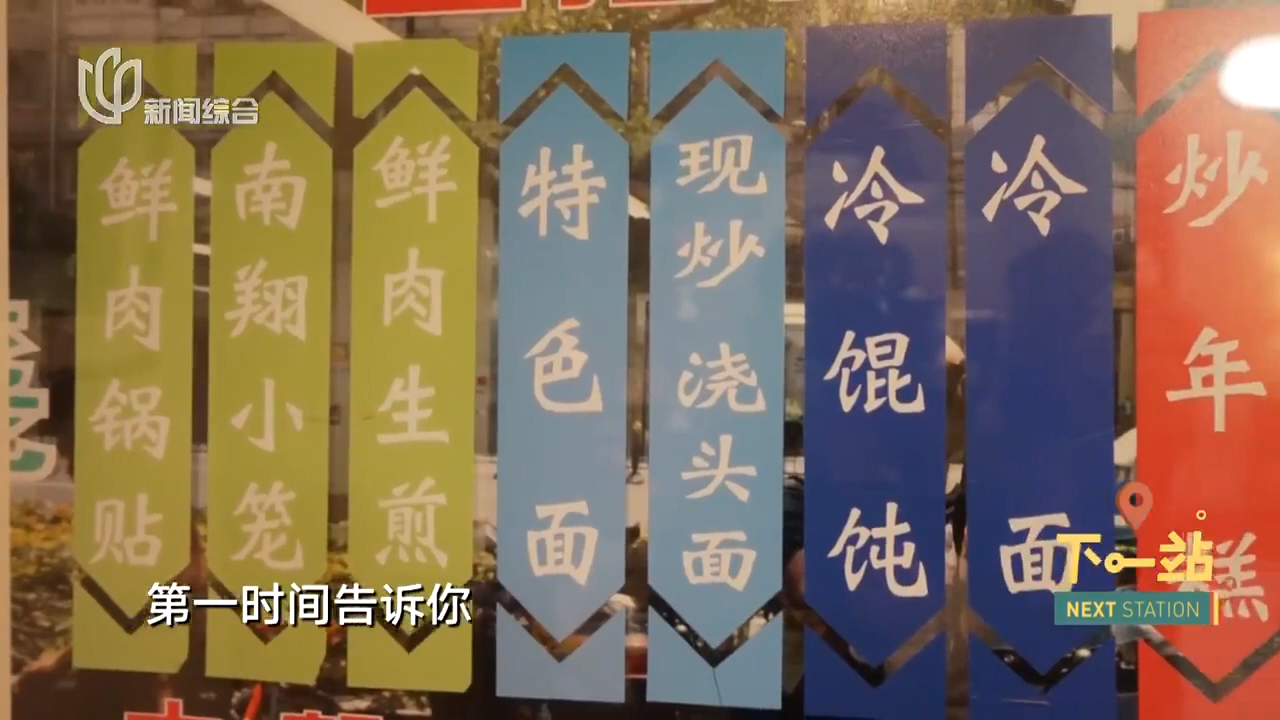 新闻综合
鲜肉锅贴
南翔小笼
鲜肉生煎
特色面
现炒浇头面
冷馄饨
冷面
炒年糕
第一时间告诉你
下一站
NEXT STATION